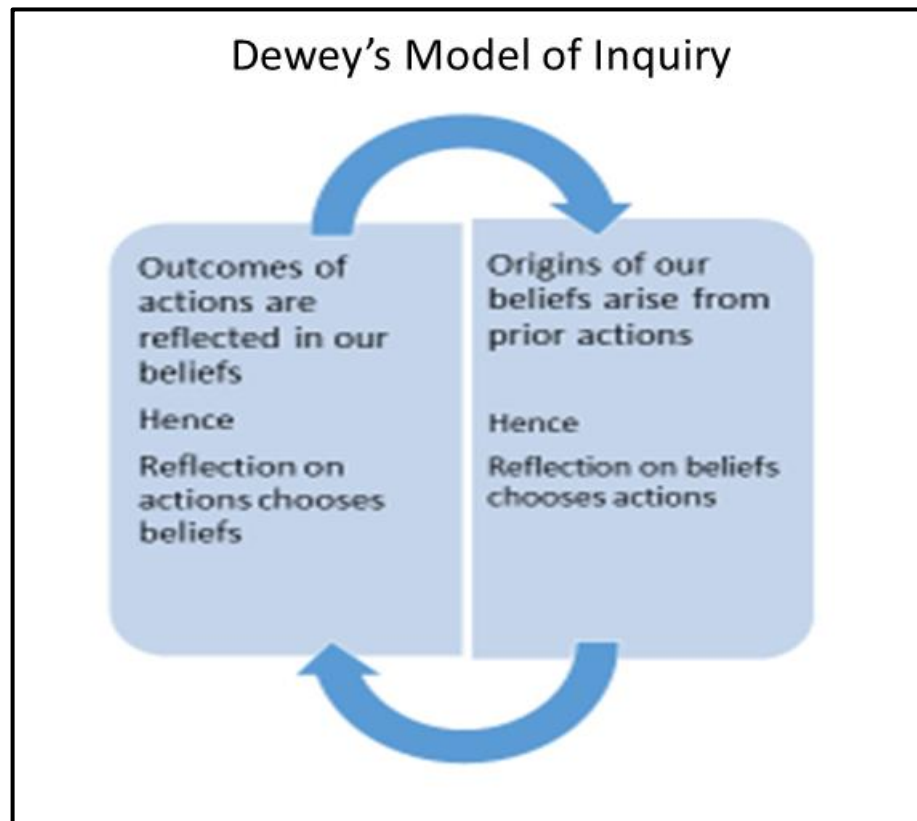 Dewey’s Model of Inquiry
Outcomes of
actions are
reflected in our
beliefs
Hence
Reflection on
actions chooses
beliefs
Origins of our
beliefs arise from
prior actions
Hence
Reflection on beliefs
chooses actions